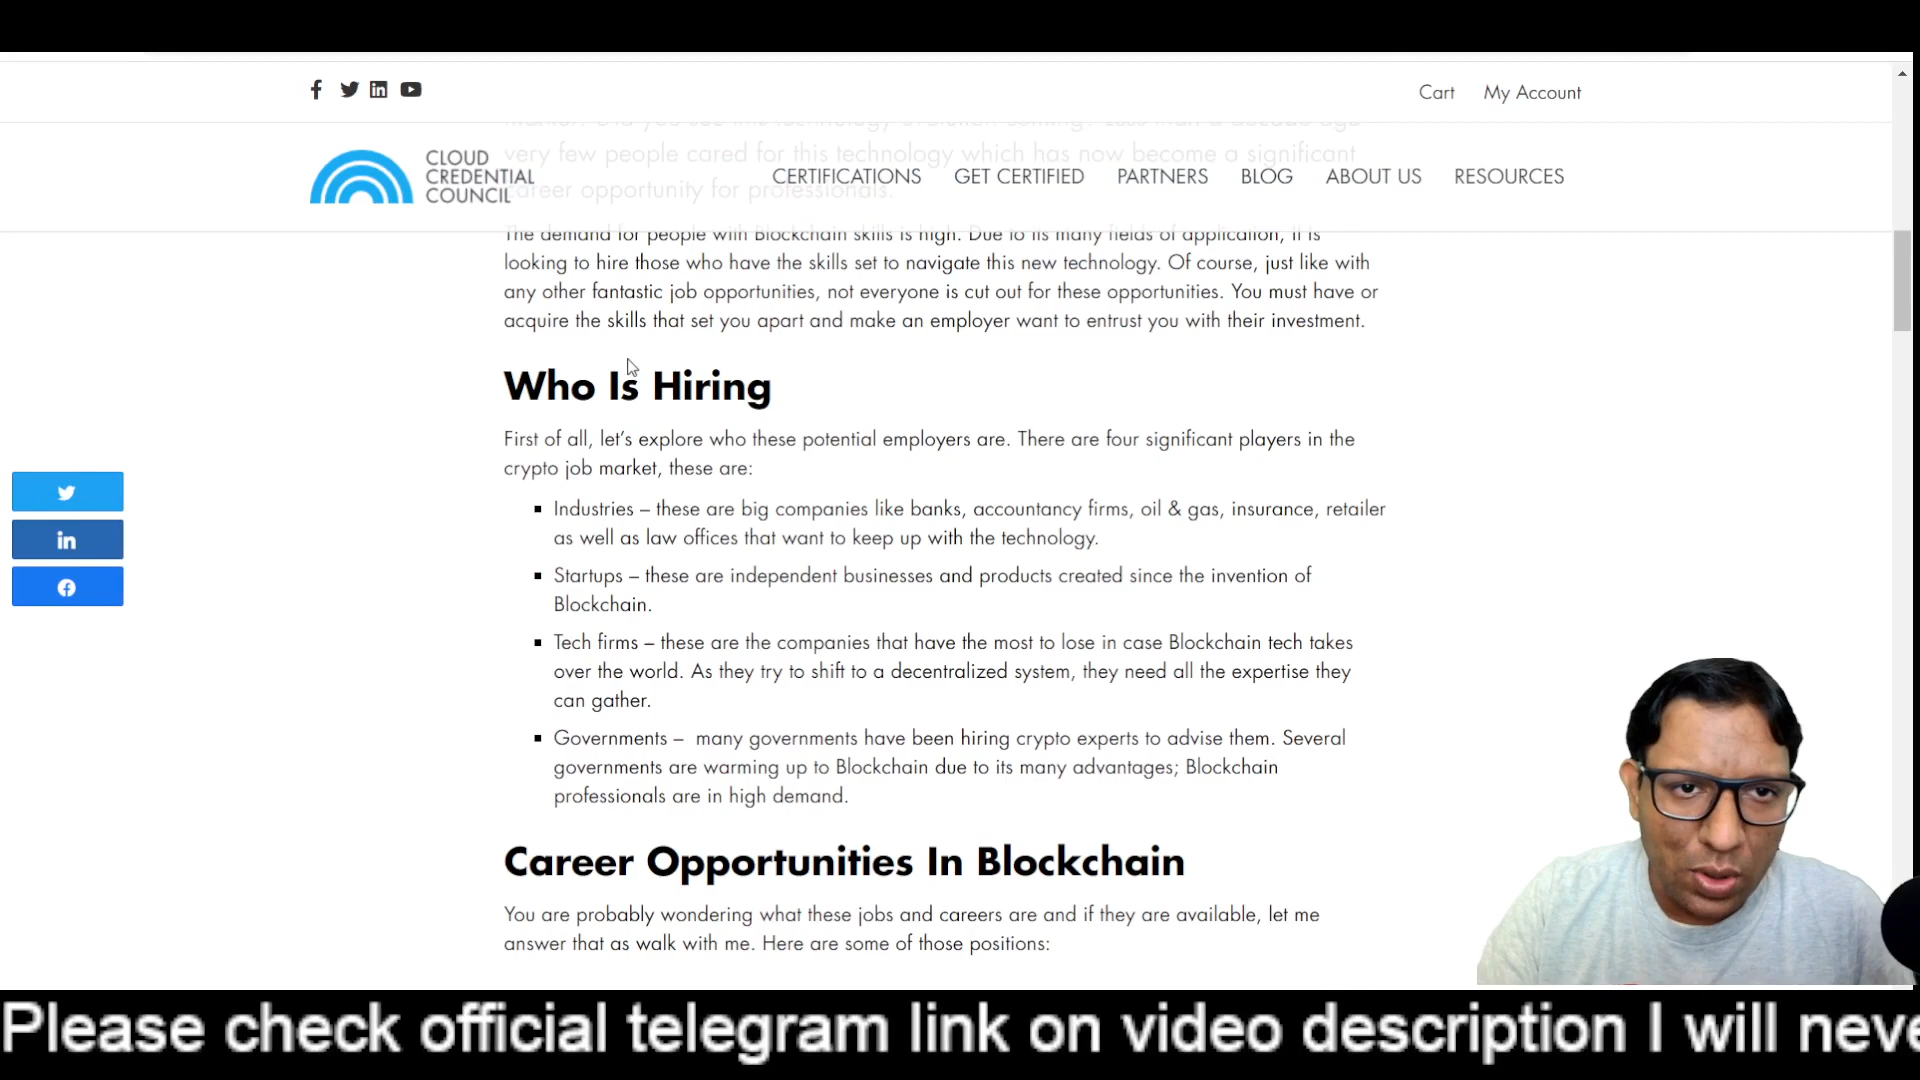 Cart My Account
very few people cared for this technology which has now become a significant
career opportunity for professionals.
CLOUD
CREDENTIAL
COUNCIL
CERTIFICATIONS GET CERTIFIED PARTNERS BLOG ABOUT US RESOURCES
The demand for people with Blockchain skills is high. Due to its many fields of application, it is
looking to hire those who have the skills set to navigate this new technology. Of course, just like with
any other fantastic job opportunities, not everyone is cut out for these opportunities. You must have or
acquire the skills that set you apart and make an employer want to entrust you with their investment.
Who Is Hiring
First of all, let's explore who these potential employers are. There are four significant players in the
crypto job market, these are:
▪ Industries – these are big companies like banks, accountancy firms, oil & gas, insurance, retailer
as well as law offices that want to keep up with the technology.
▪ Startups – these are independent businesses and products created since the invention of
Blockchain.
▪ Tech firms – these are the companies that have the most to lose in case Blockchain tech takes
over the world. As they try to shift to a decentralized system, they need all the expertise they
can gather.
▪ Governments – many governments have been hiring crypto experts to advise them. Several
governments are warming up to Blockchain due to its many advantages; Blockchain
professionals are in high demand.
Career Opportunities In Blockchain
You are probably wondering what these jobs and careers are and if they are available, let me
answer that as walk with me. Here are some of those positions:
Please check official telegram link on video description I will neve